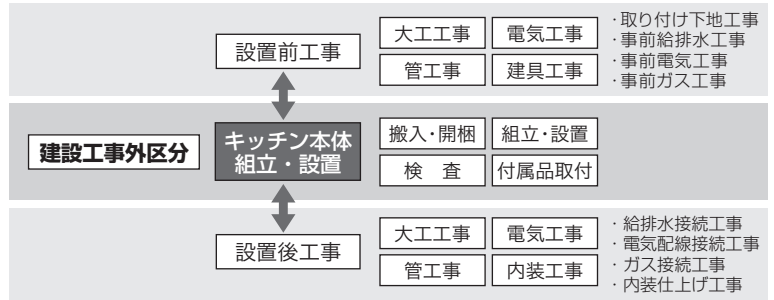 設置前工事
大工工事
電気工事
管工事
建具工事
・取り付け下地工事
・事前給排水工事
・事前電気工事
・事前ガス工事
建設工事外区分
キッチン本体
組立・設置
搬入・開梱
組立・設置
検　査
付属品取付
設置後工事
大工工事
電気工事
管工事
内装工事
・給排水接続工事
・電気配線接続工事
・ガス接続工事
・内装仕上げ工事